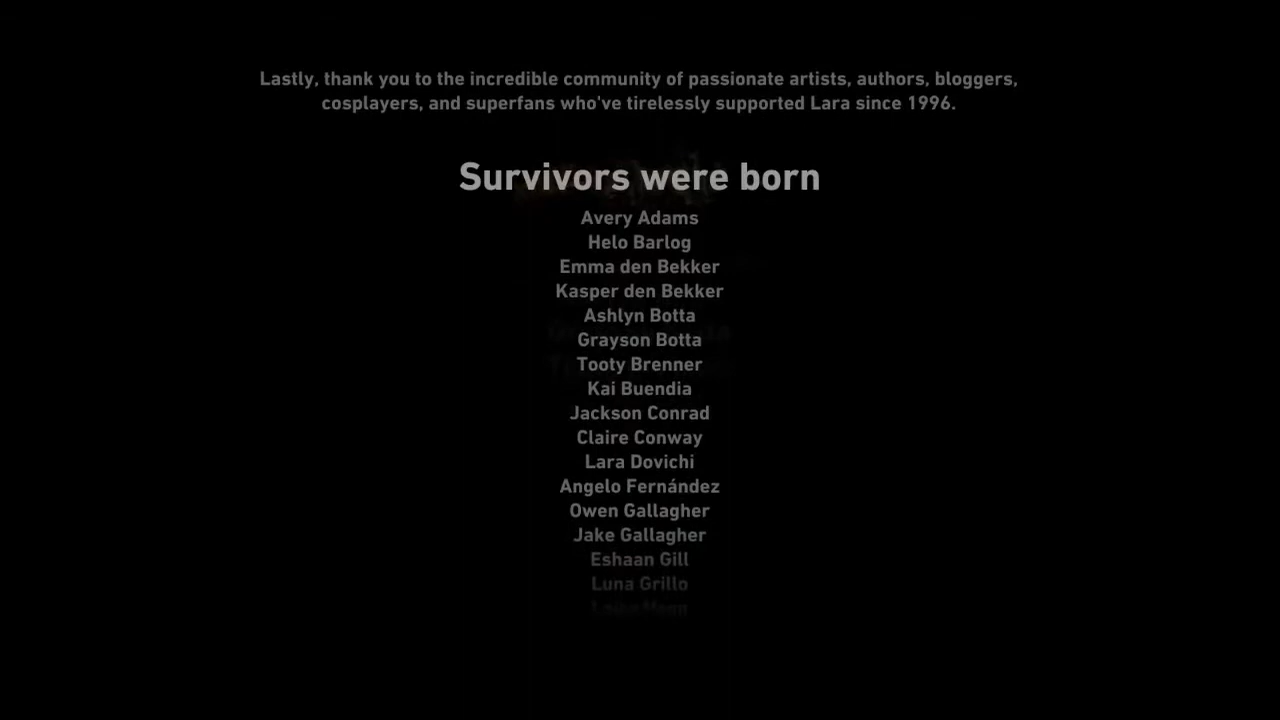 Lastly, thank you to the incredible community of passionate artists, authors, bloggers,
cosplayers, and superfans who've tirelessly supported Lara since 1996.
Survivors were born
Avery Adams
Helo Barlog
Emma den Bekker
Kasper den Bekker
Ashlyn Botta
Grayson Botta
Tooty Brenner
Kai Buendia
Jackson Conrad
Claire Conway
Lara Dovichi
Angelo Fernández
Owen Gallagher
Jake Gallagher
Eshaan Gill
Luna Grillo